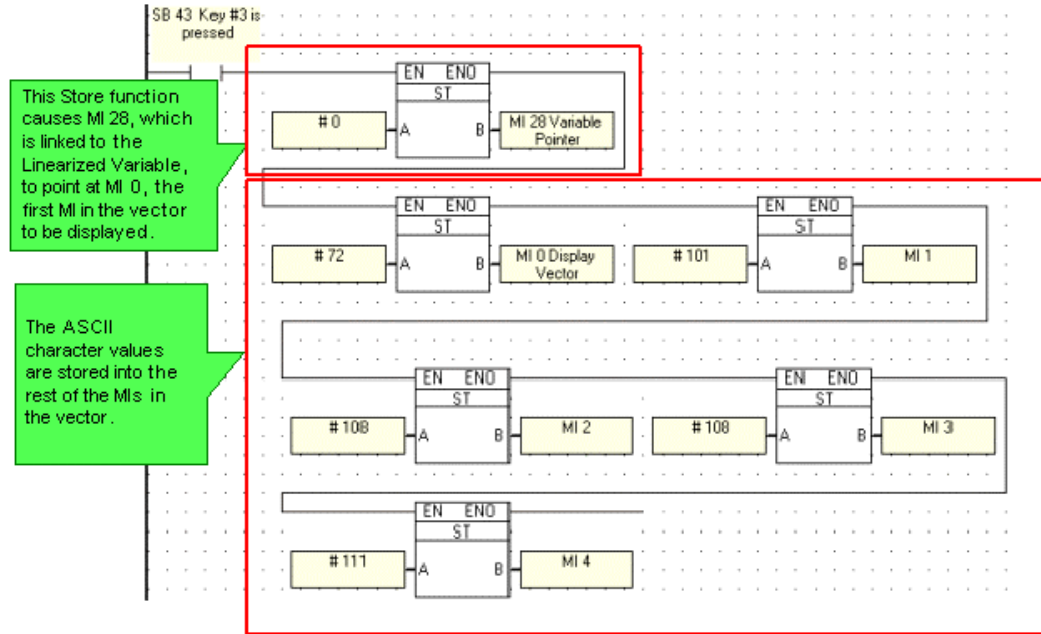 SB 43 Key #3 is
pressed
This Store function
causes MI 28, which
is linked to the
Linearized Variable,
to point at MI 0, the
first MI in the vector
to be displayed.
EN ENO
ST
# 0
A
B
MI 28 Variable
Pointer
EN ENO
ST
# 72
A
B
MI 0 Display
Vector
EN ENO
ST
# 101
A
B
MI 1
The ASCII
character values
are stored into the
rest of the MIs in
the vector.
EN ENO
ST
# 108
A
B
MI 2
EN ENO
ST
# 108
A
B
MI 3
EN ENO
ST
# 111
A
B
MI 4